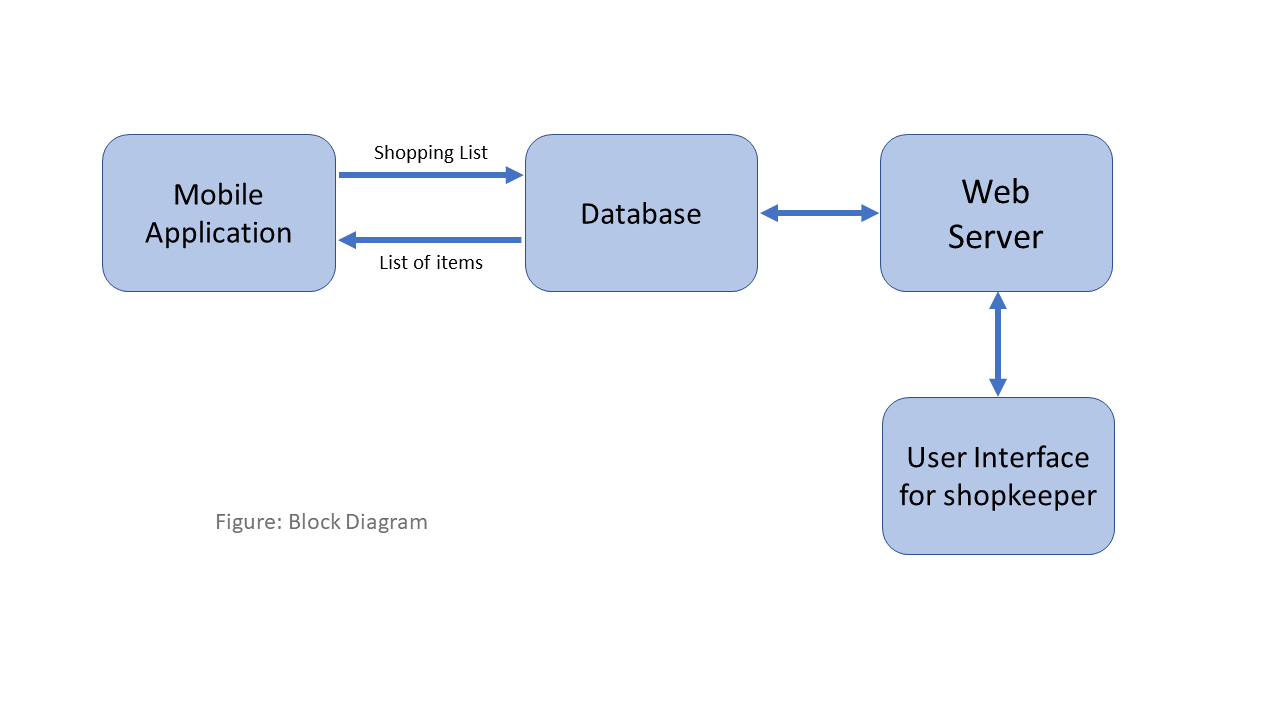 Shopping List
Mobile
Application
List of items
Database
Web
Server
User Interface
for shopkeeper
Figure: Block Diagram